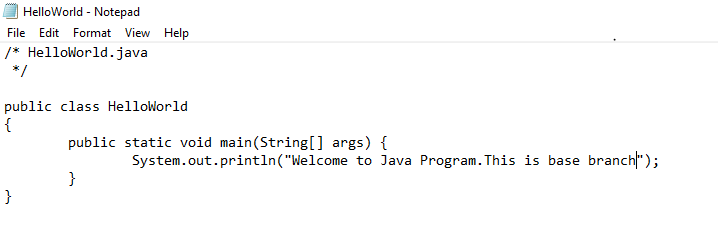 HelloWorld - Notepad
File Edit Format View Help
/* HelloWorld.java
 */

public class HelloWorld
{
        public static void main(String[] args) {
                System.out.println("Welcome to Java Program.This is base branch");
        }
}